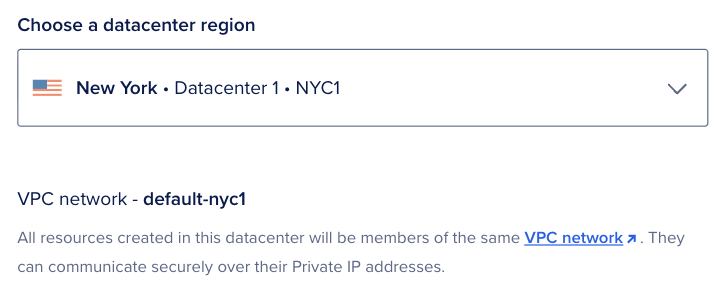 Choose a datacenter region
New York • Datacenter 1 • NYC1
VPC network - default-nyc1
All resources created in this datacenter will be members of the same VPC network ↗ . They
can communicate securely over their Private IP addresses.